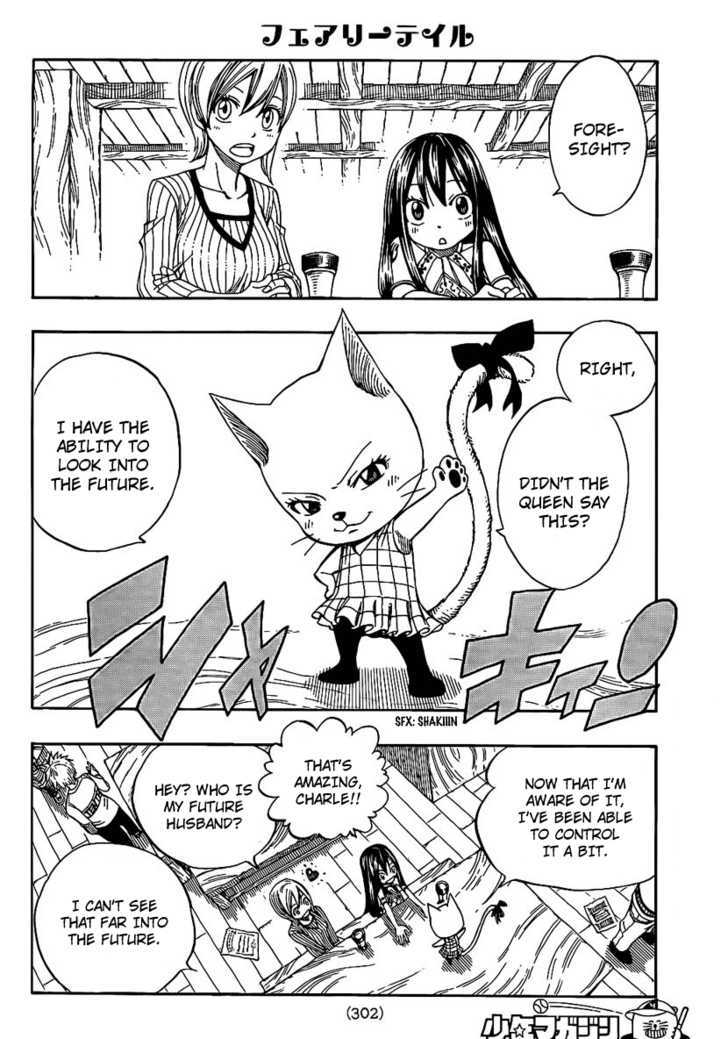 フェアリーテイル
FORE-
SIGHT?
RIGHT,
DIDN'T THE
QUEEN SAY
THIS?
I HAVE THE
ABILITY TO
LOOK INTO
THE FUTURE.
シャキィン
SFX: SHAKIIIN
NOW THAT I'M
AWARE OF IT,
I'VE BEEN ABLE
TO CONTROL
IT A BIT.
THAT'S
AMAZING,
CHARLE!!
HEY? WHO IS
MY FUTURE
HUSBAND?
I CAN'T SEE
THAT FAR INTO
THE FUTURE.
(302)
少年マガジン